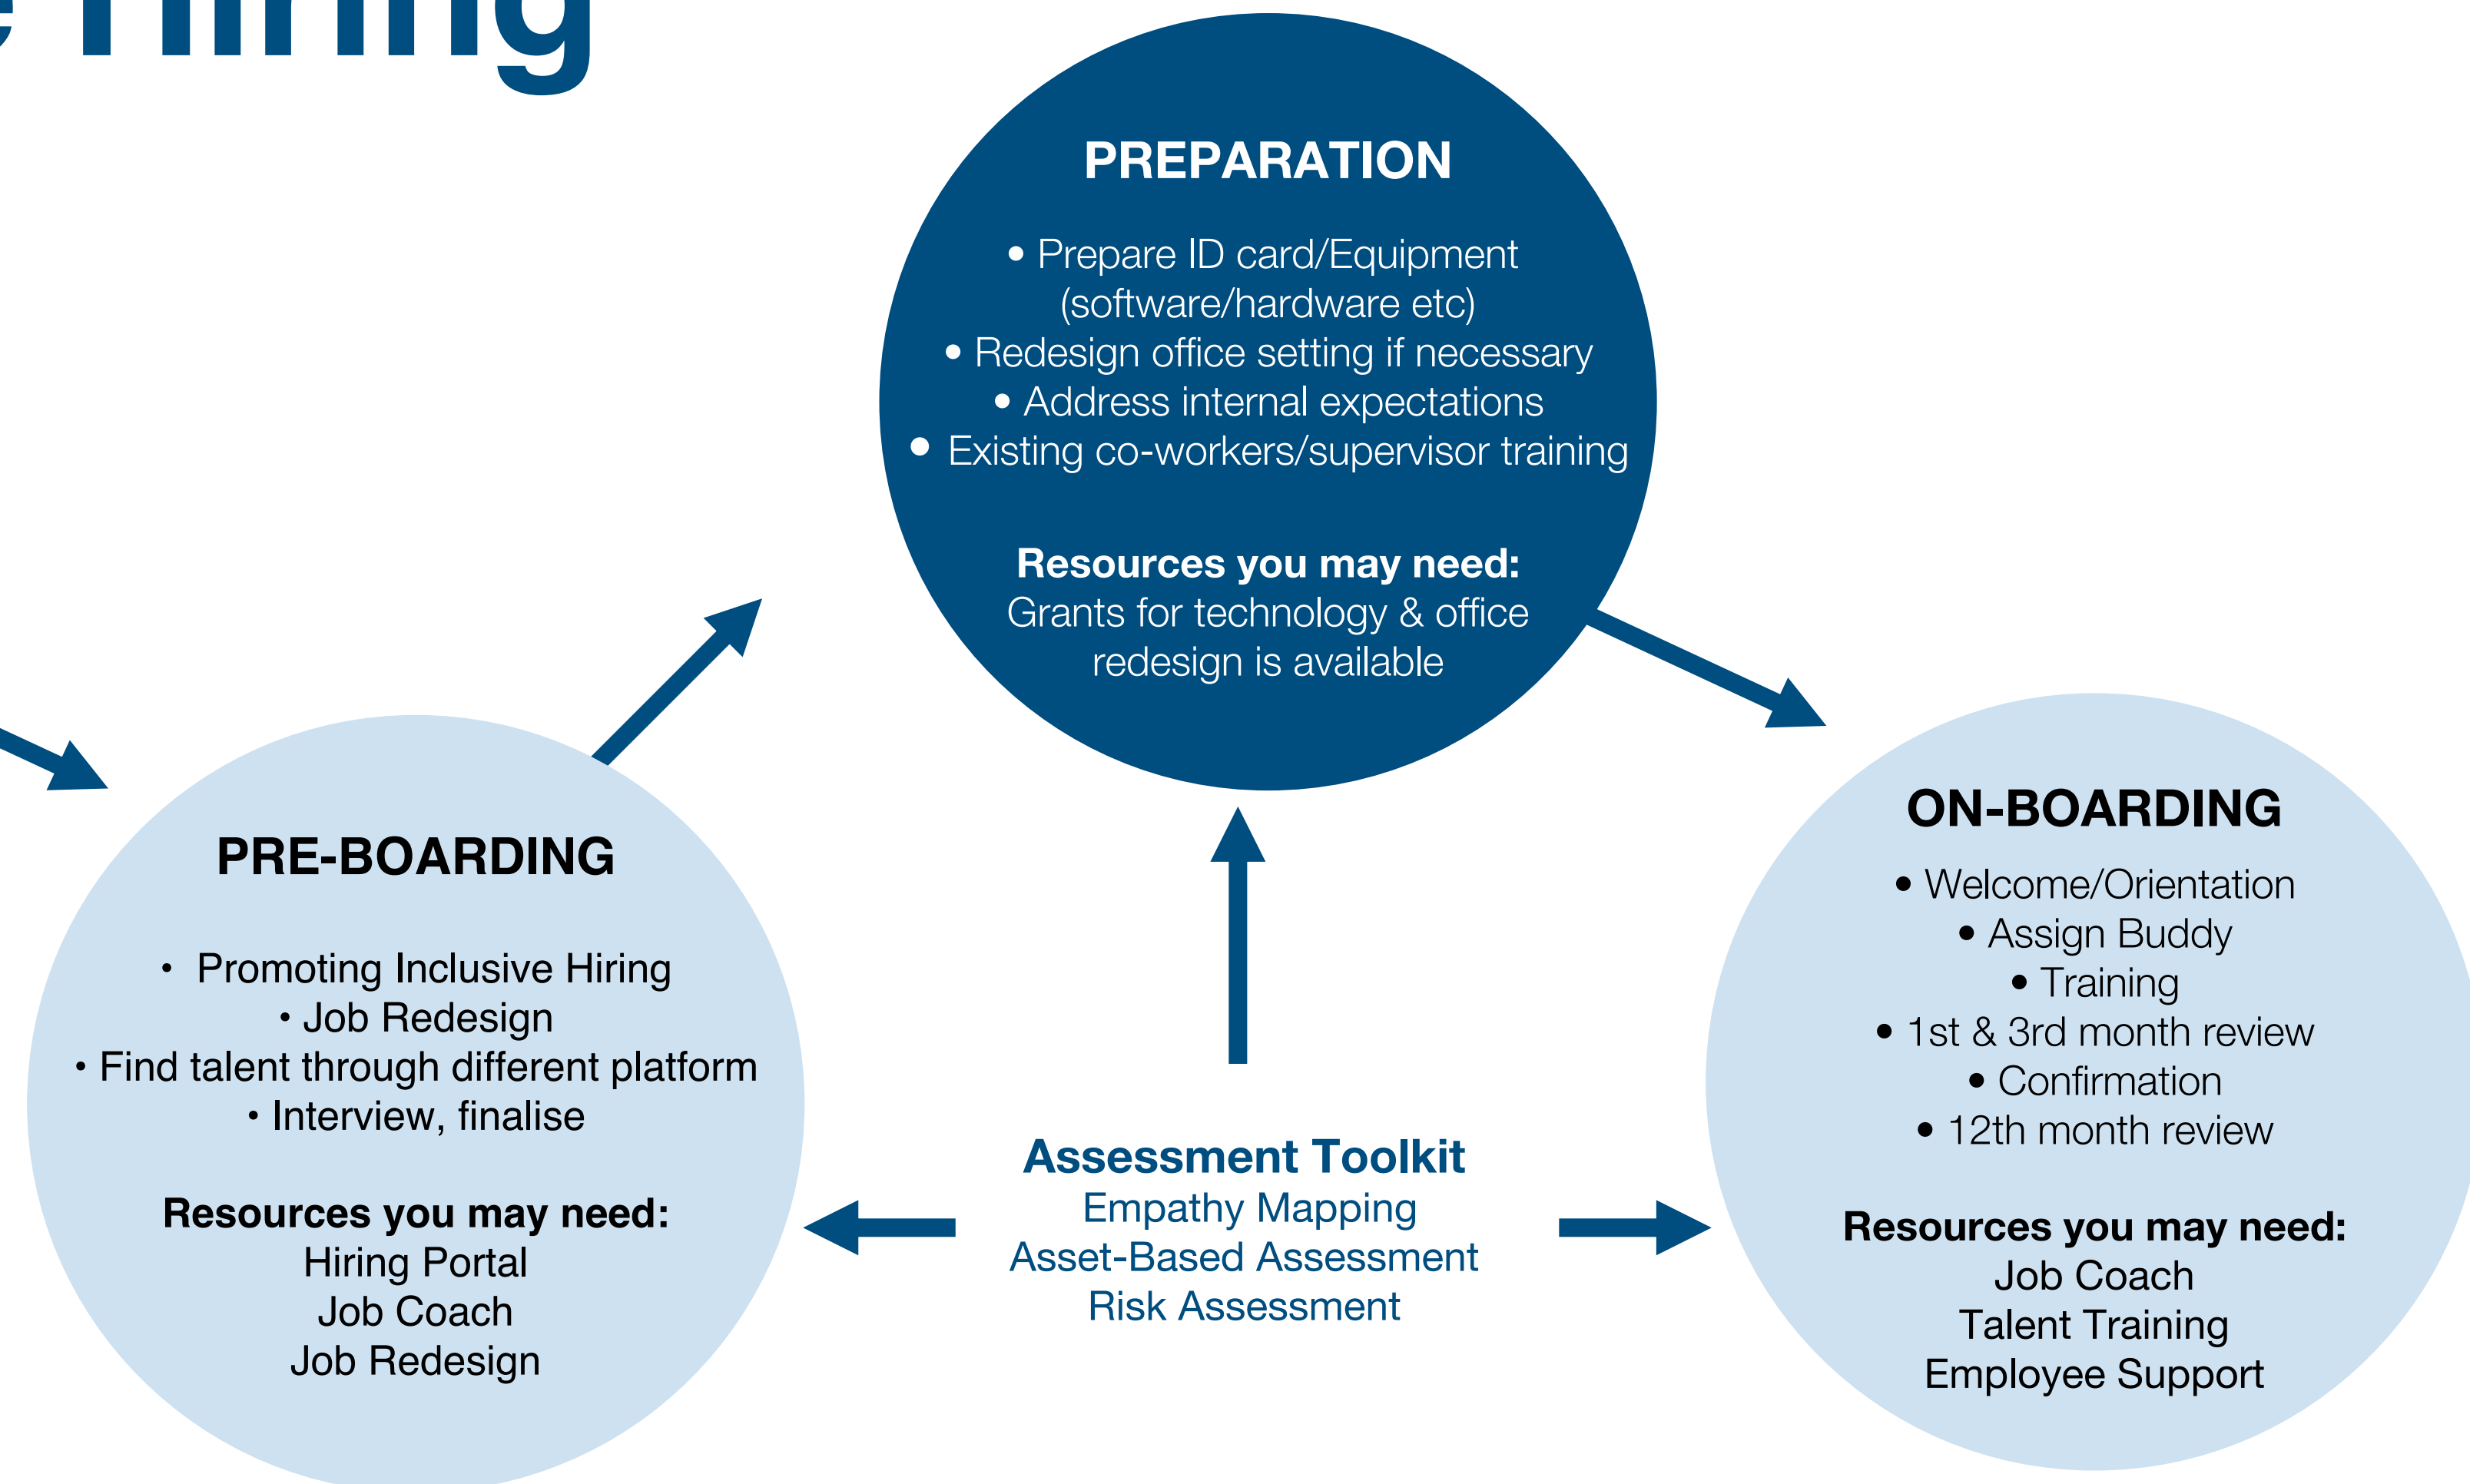 e Hiring
PREPARATION
• Prepare ID card/Equipment
(software/hardware etc)
• Redesign office setting if necessary
• Address internal expectations
• Existing co-workers/supervisor training
Resources you may need:
Grants for technology & office
redesign is available
PRE-BOARDING
• Promoting Inclusive Hiring
• Job Redesign
• Find talent through different platform
• Interview, finalise
Resources you may need:
Hiring Portal
Job Coach
Job Redesign
Assessment Toolkit
Empathy Mapping
Asset-Based Assessment
Risk Assessment
ON-BOARDING
• Welcome/Orientation
• Assign Buddy
• Training
• 1st & 3rd month review
• Confirmation
• 12th month review
Resources you may need:
Job Coach
Talent Training
Employee Support